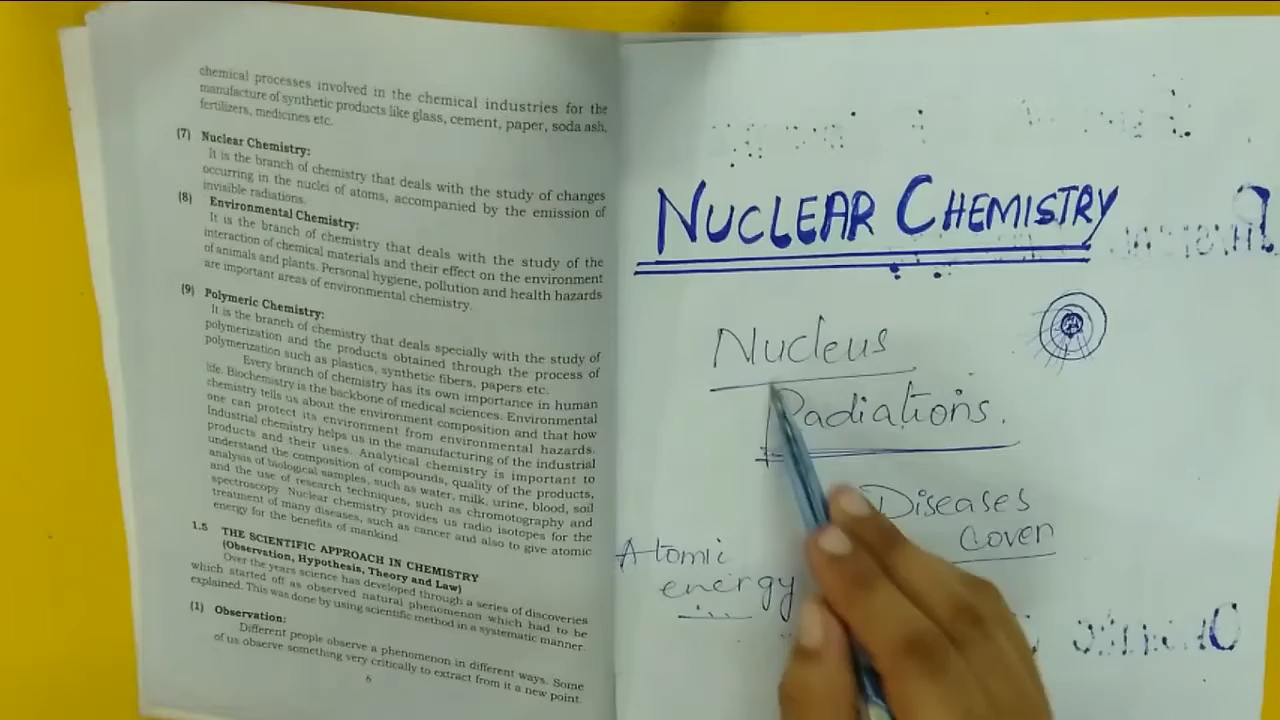 chemical processes involved in the chemical industries for the
manufacture of synthetic products like glass, cement, paper, soda ash,
fertilizers, medicines etc.
(7) Nuclear Chemistry:
It is the branch of chemistry that deals with the study of changes
occurring in the nuclei of atoms, accompanied by the emission of
invisible radiations.
(8) Environmental Chemistry:
It is the branch of chemistry that deals with the study of the
interaction of chemical materials and their effect on the environment
of animals and plants. Personal hygiene, pollution and health hazards
are important areas of environmental chemistry.
(9) Polymeric Chemistry:
It is the branch of chemistry that deals specially with the study of
polymerization and the products obtained through the process of
polymerization such as plastics, synthetic fibers, papers etc.
Every branch of chemistry has its own importance in human
life. Biochemistry is the backbone of medical sciences. Environmental
chemistry tells us about the environment composition and that how
one can protect its environment from environmental hazards.
Industrial chemistry helps us in the manufacturing of the industrial
products and their uses. Analytical chemistry is important to
understand the composition of compounds, quality of the products,
analysis of biological samples, such as water, milk, urine, blood, soil
and the use of research techniques, such as chromotography and
spectroscopy Nuclear chemistry provides us radio isotopes for the
treatment of many diseases, such as cancer and also to give atomic
energy for the benefits of mankind
1.5 THE SCIENTIFIC APPROACH IN CHEMISTRY
(Observation, Hypothesis, Theory and Law)
Over the years science has developed through a series of discoveries
which started off as observed natural phenomenon which had to be
explained. This was done by using scientific method in a systematic manner.
(1) Observation:
Different people observe a phenomenon in different ways. Some
of us observe something very critically to extract from it a new point.
6
NUCLEAR CHEMISTRY
Nucleus
Radiations.
Diseases
Cover
Atomic
energy